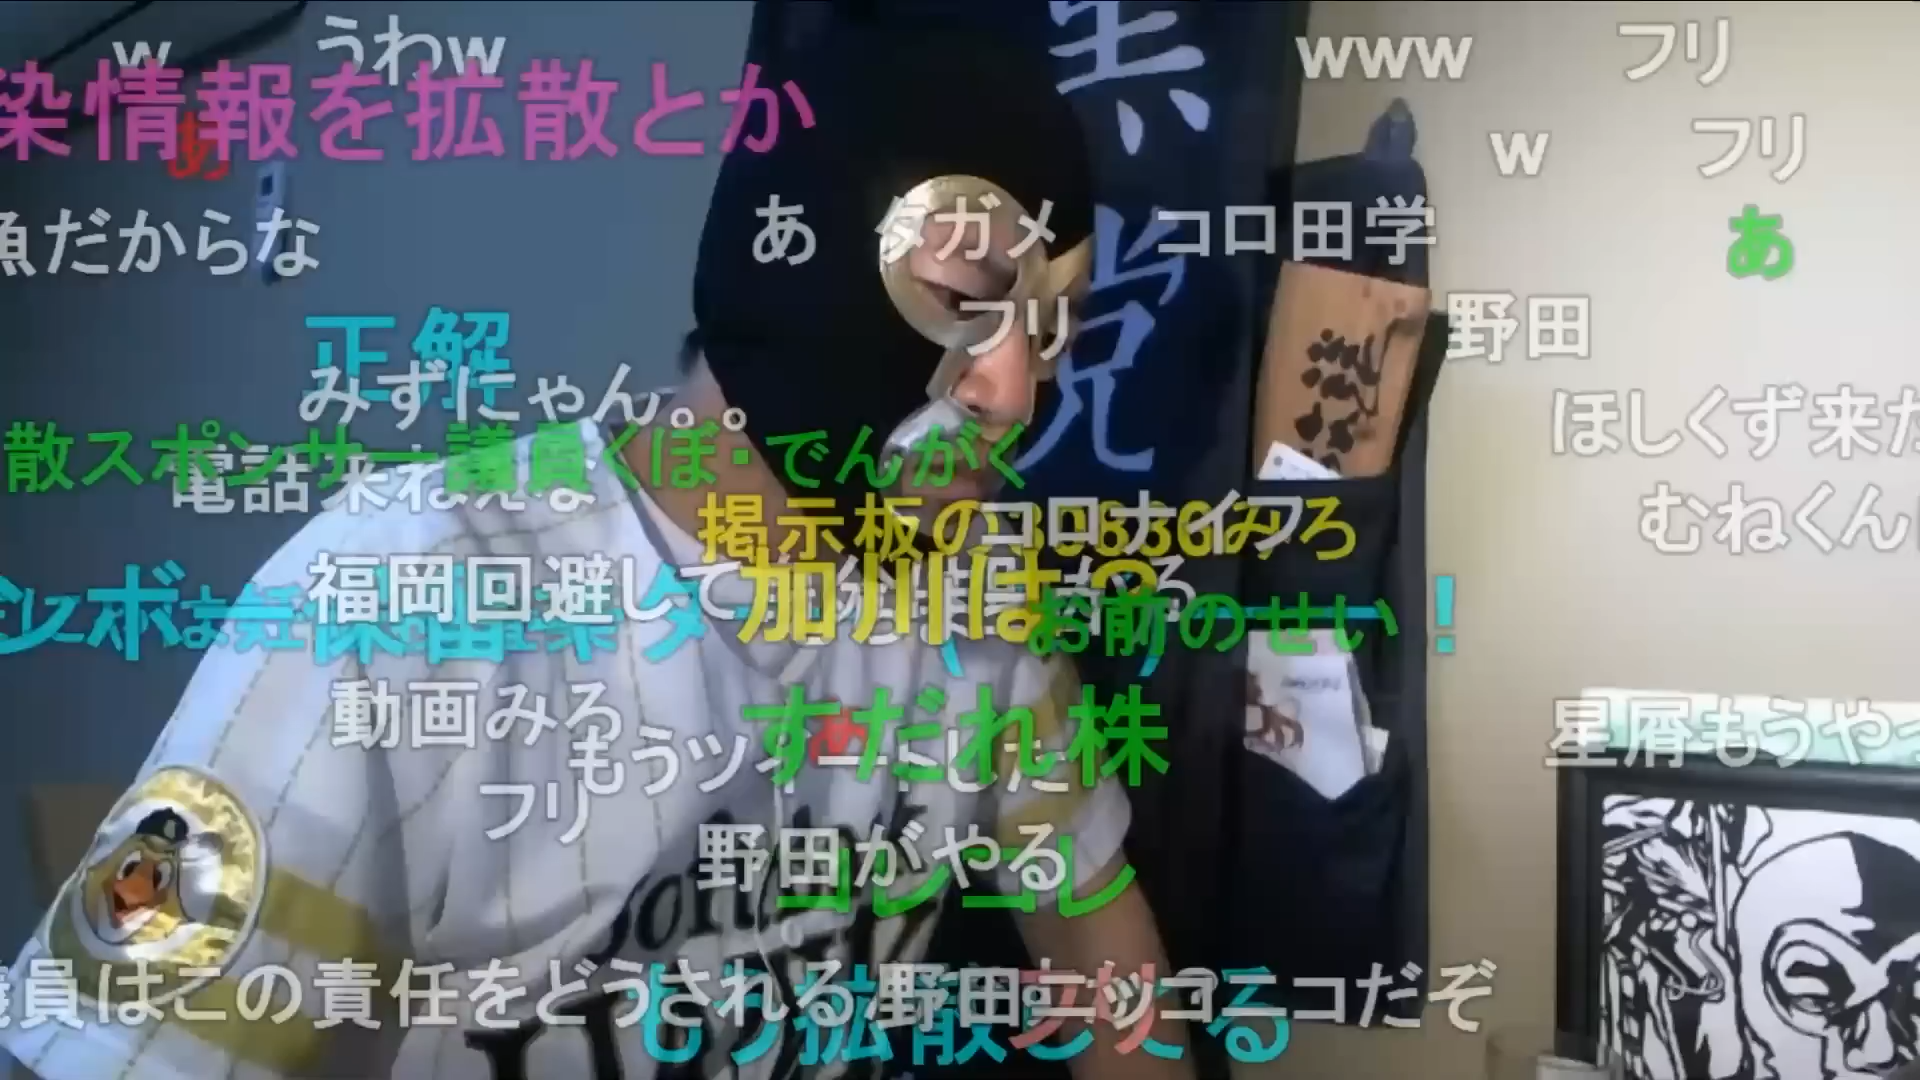 w
うわw
www
フリ
染情報を拡散とか
あ
w
フリ
魚だからな
あ
タガメ
コロ田学
あ
フリ
野田
正解
みずにゃん。。
ほしくず来た
散スポンサー議員くぼ・でんがく
電話来ねえな
掲示板の
みろ
コロナイフ
むねくん
福岡回避して
加川は?
お前のせい
！
動画みろ
すだれ株
あ
もうツイートした
星屑もうやっ
フリ
野田がやる
コレコレ
議員はこの責任をどうされる
野田ニッコニコだぞ
もう拡散してる
フリ
党